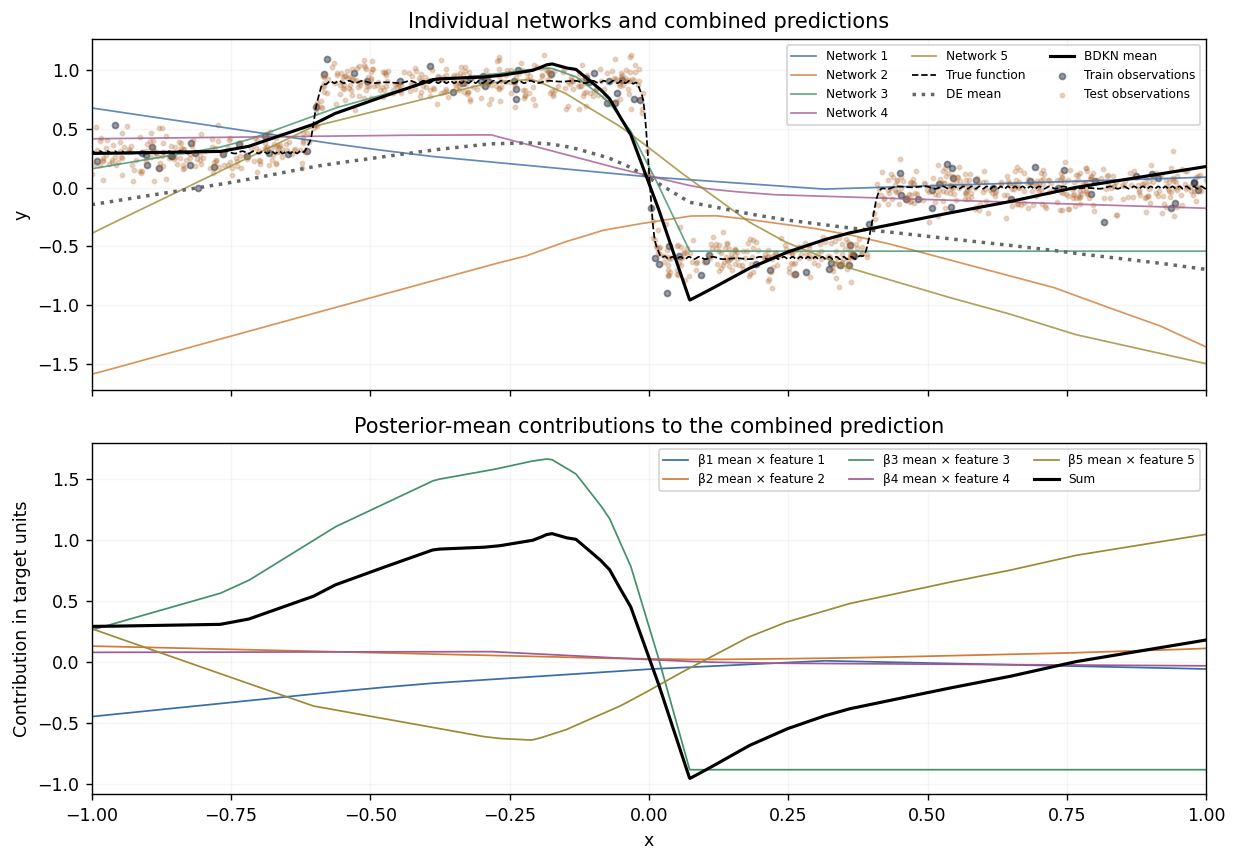 Individual networks and combined predictions
Network 1
Network 2
Network 3
Network 4
Network 5
True function
DE mean
BDKN mean
Train observations
Test observations
1.0
0.5
0.0
−0.5
−1.0
−1.5
y
Posterior-mean contributions to the combined prediction
β1 mean × feature 1
β2 mean × feature 2
β3 mean × feature 3
β4 mean × feature 4
β5 mean × feature 5
Sum
1.5
1.0
0.5
0.0
−0.5
−1.0
Contribution in target units
−1.00
−0.75
−0.50
−0.25
0.00
0.25
0.50
0.75
1.00
x